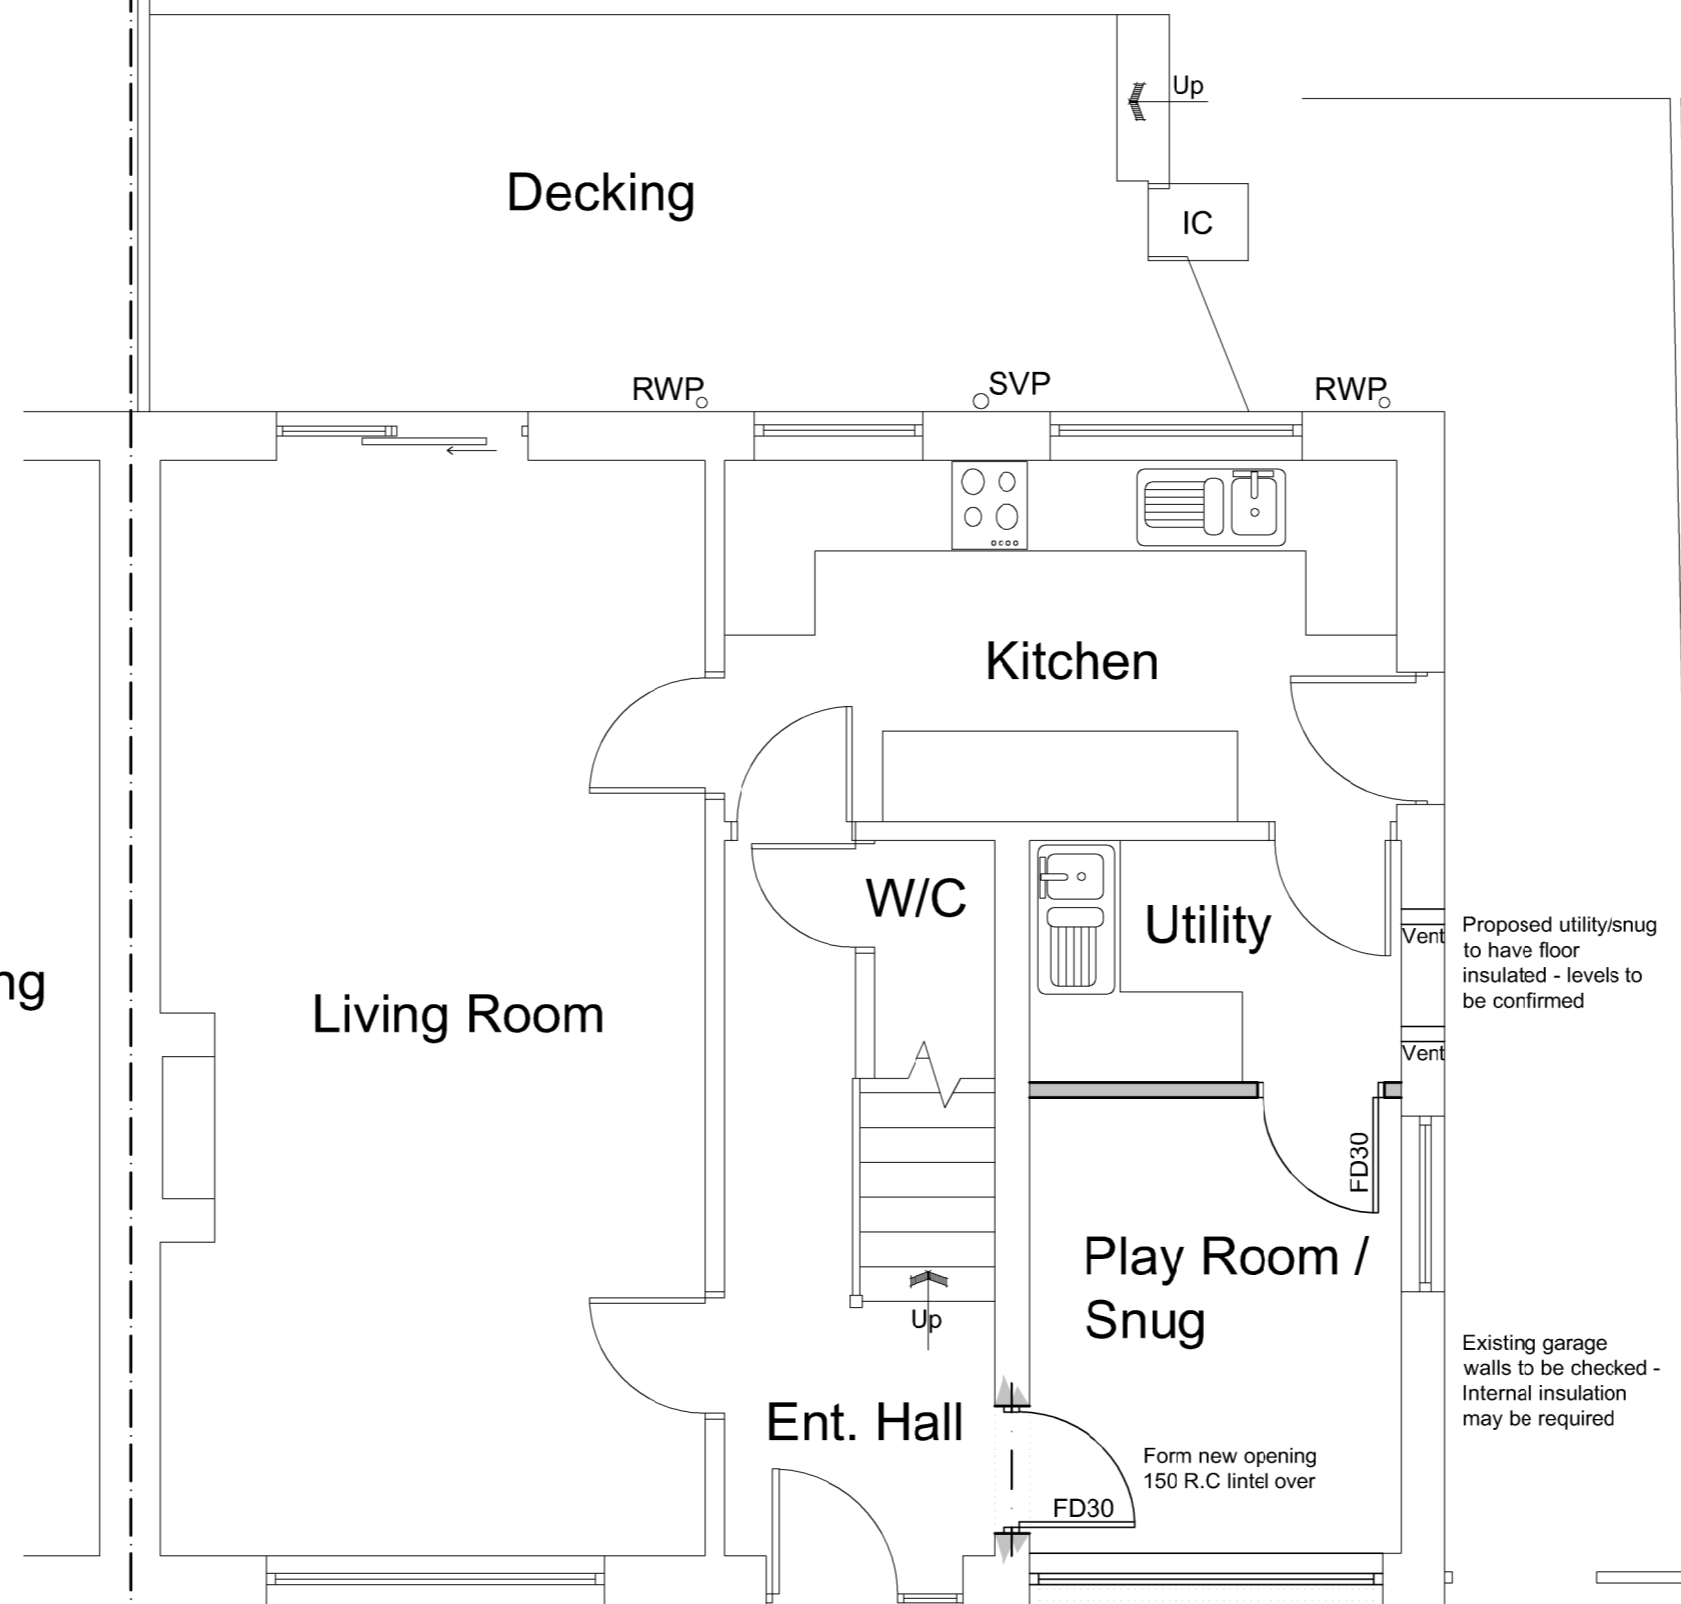 Up
Decking
IC
RWP
SVP
RWP
Kitchen
W/C
Utility
Vent
Proposed utility/snug
to have floor
insulated - levels to
be confirmed
ng
Living Room
Vent
FD30
Play Room /
Snug
Up
Existing garage
walls to be checked -
Internal insulation
may be required
Ent. Hall
Form new opening
150 R.C lintel over
FD30